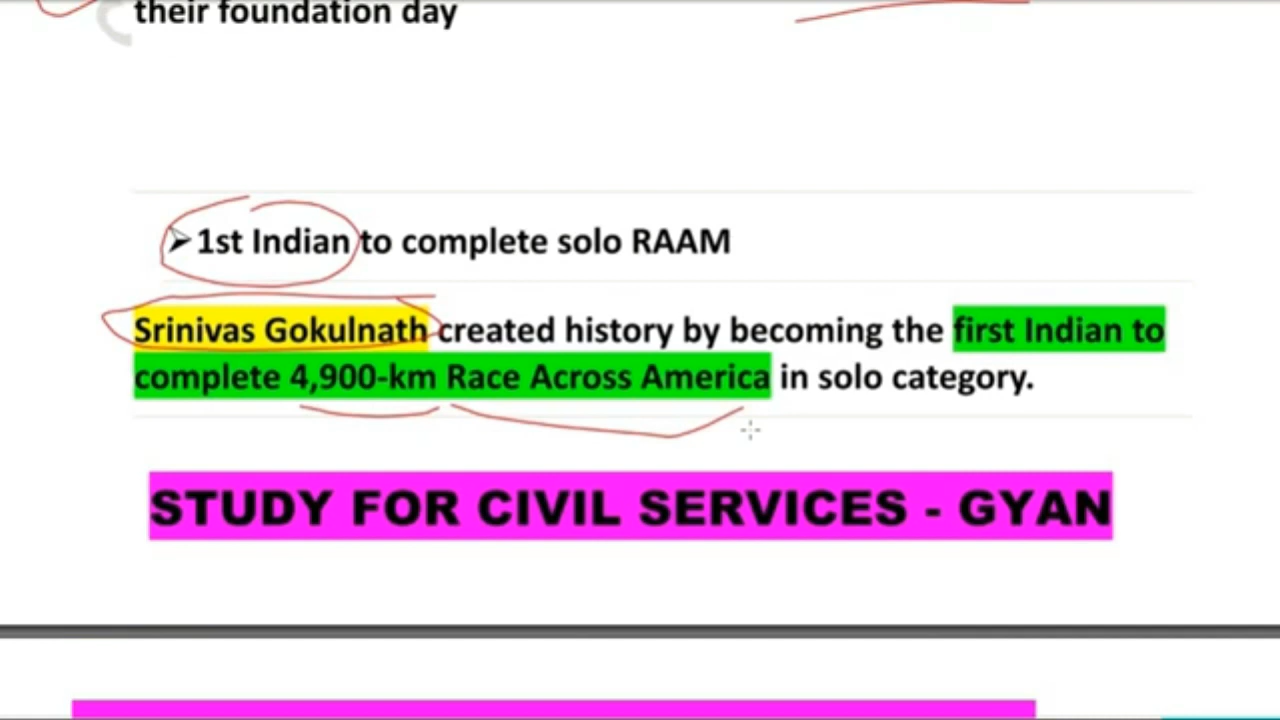 their foundation day
➤1st Indian to complete solo RAAM
Srinivas Gokulnath created history by becoming the first Indian to
complete 4,900-km Race Across America in solo category.
STUDY FOR CIVIL SERVICES - GYAN